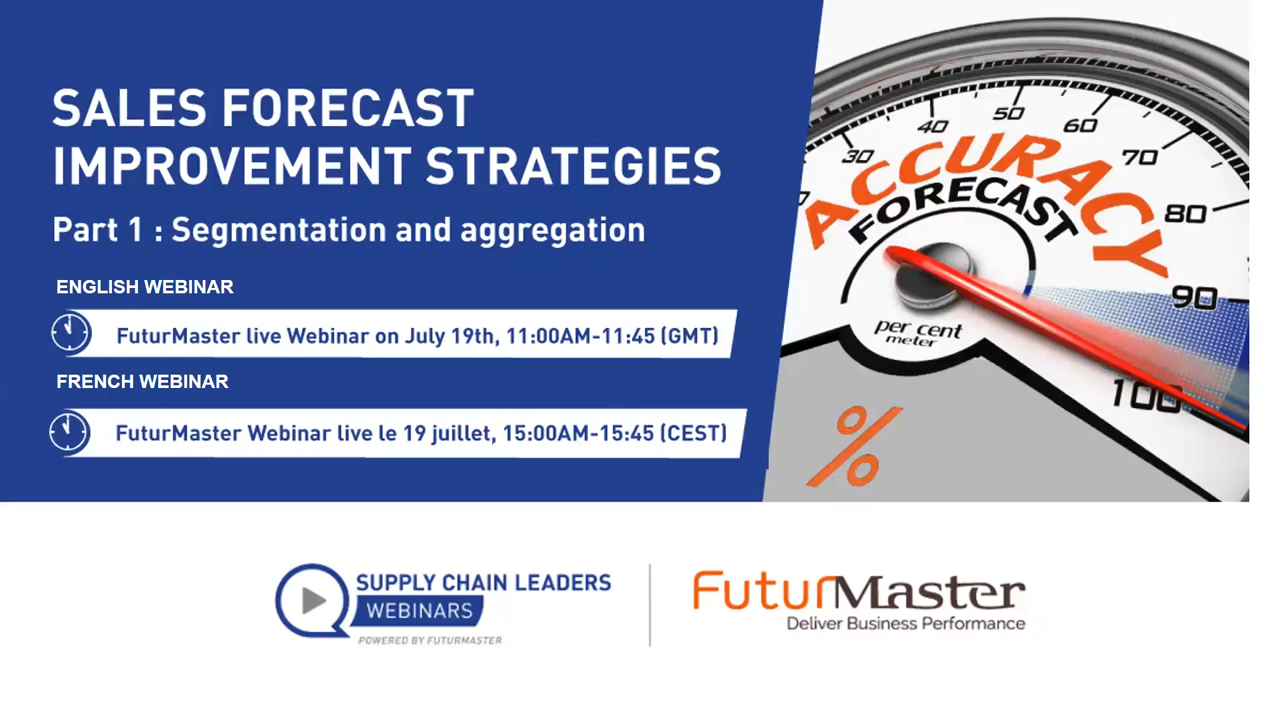 SALES FORECAST
IMPROVEMENT STRATEGIES
Part 1 : Segmentation and aggregation
ENGLISH WEBINAR
FuturMaster live Webinar on July 19th, 11:00AM-11:45 (GMT)
FRENCH WEBINAR
FuturMaster Webinar live le 19 juillet, 15:00AM-15:45 (CEST)
30
40
50
60
70
80
90
100
ACCURACY
FORECAST
per cent
meter
%
SUPPLY CHAIN LEADERS
WEBINARS
POWERED BY FUTURMASTER
FuturMaster
Deliver Business Performance